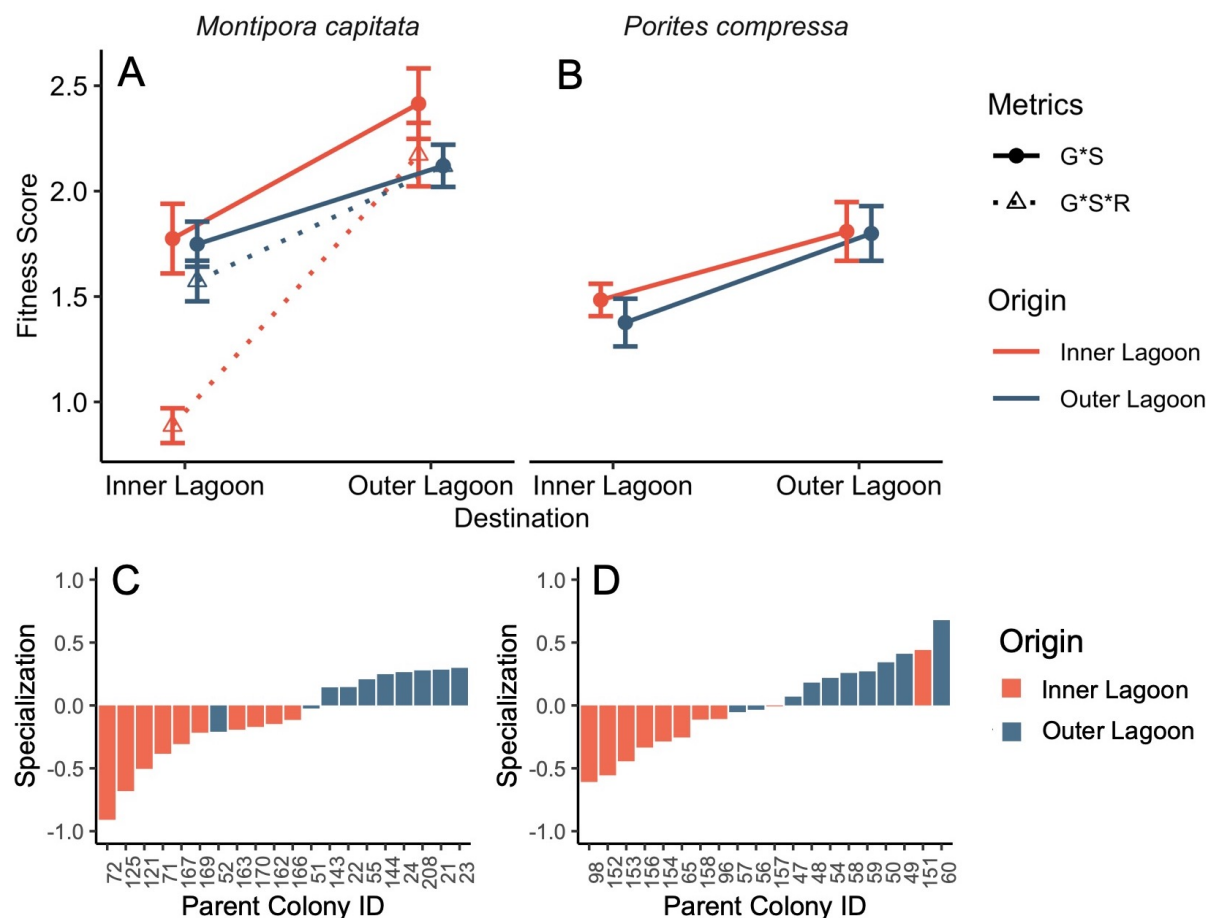 Montipora capitata
Porites compressa
A
B
Fitness Score
2.5
2.0
1.5
1.0
Inner Lagoon
Outer Lagoon
Inner Lagoon
Outer Lagoon
Destination
Metrics
G*S
G*S*R
Origin
Inner Lagoon
Outer Lagoon
C
Specialization
1.0
0.5
0.0
-0.5
-1.0
72 125 121 71 167 169 52 163 170 162 166 51 143 22 55 144 24 208 21 23
Parent Colony ID
D
Specialization
1.0
0.5
0.0
-0.5
-1.0
98 152 153 156 154 65 158 96 57 56 157 47 48 54 58 59 50 49 151 60
Parent Colony ID
Origin
Inner Lagoon
Outer Lagoon